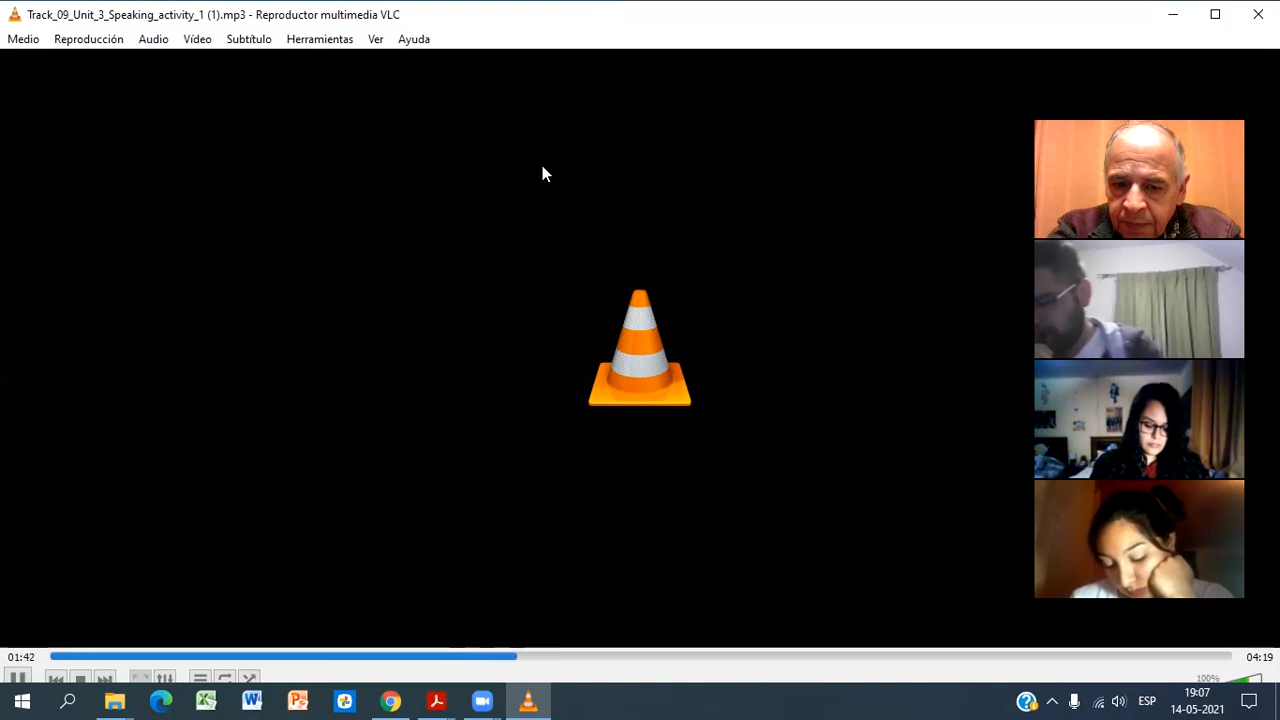 Track_09_Unit_3_Speaking_activity_1 (1).mp3 - Reproductor multimedia VLC
Medio Reproducción Audio Vídeo Subtítulo Herramientas Ver Ayuda
01:42 04:19
100%
ESP
19:07
14-05-2021